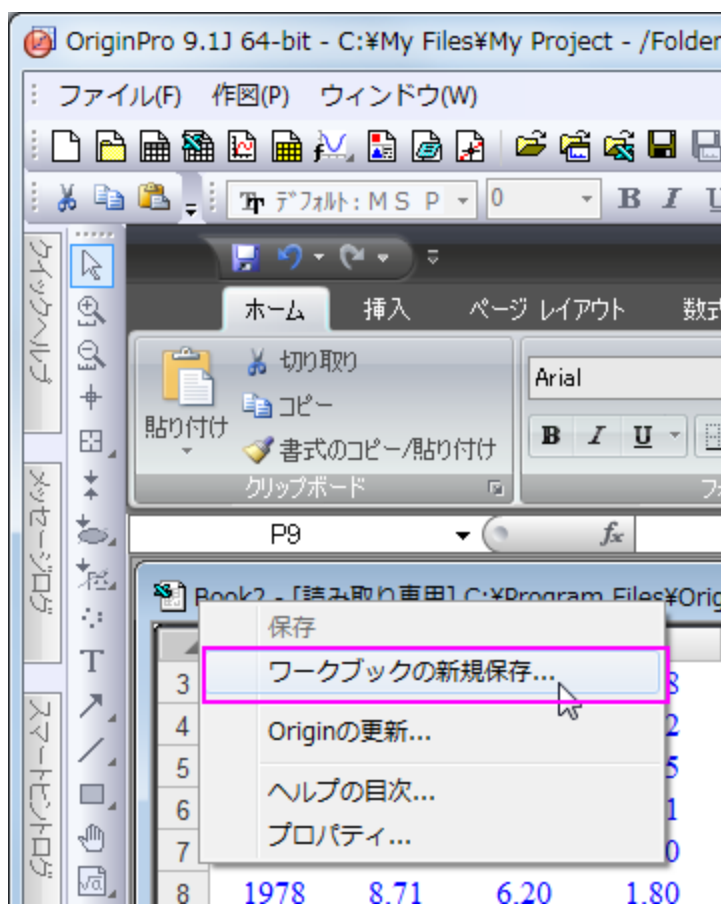 OriginPro 9.1J 64-bit - C:¥My Files¥My Project - /Folder
ファイル(F) 作図(P) ウィンドウ(W)
デフォルト: M S P 0 B I U
クイックヘルプ
メッセージログ
スマートヒントログ
ホーム 挿入 ページ レイアウト 数式
貼り付け
切り取り
コピー
書式のコピー/貼り付け
クリップボード
Arial
B I U
フォ
P9 fx
Book2 - [読み取り専用] C:¥Program Files¥Orig
保存
ワークブックの新規保存...
Originの更新...
ヘルプの目次...
プロパティ...
3 8
4 2
5 5
6 1
7 0
8 1978 8.71 6.20 1.80
T